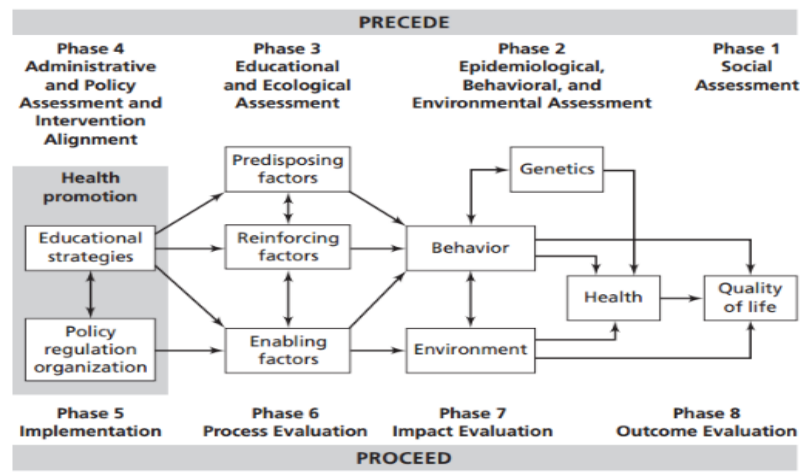 PRECEDE
Phase 4
Administrative
and Policy
Assessment and
Intervention
Alignment
Phase 3
Educational
and Ecological
Assessment
Phase 2
Epidemiological,
Behavioral, and
Environmental Assessment
Phase 1
Social
Assessment
Health
promotion
Predisposing
factors
Genetics
Educational
strategies
Reinforcing
factors
Behavior
Health
Quality
of life
Policy
regulation
organization
Enabling
factors
Environment
Phase 5
Implementation
Phase 6
Process Evaluation
Phase 7
Impact Evaluation
Phase 8
Outcome Evaluation
PROCEED